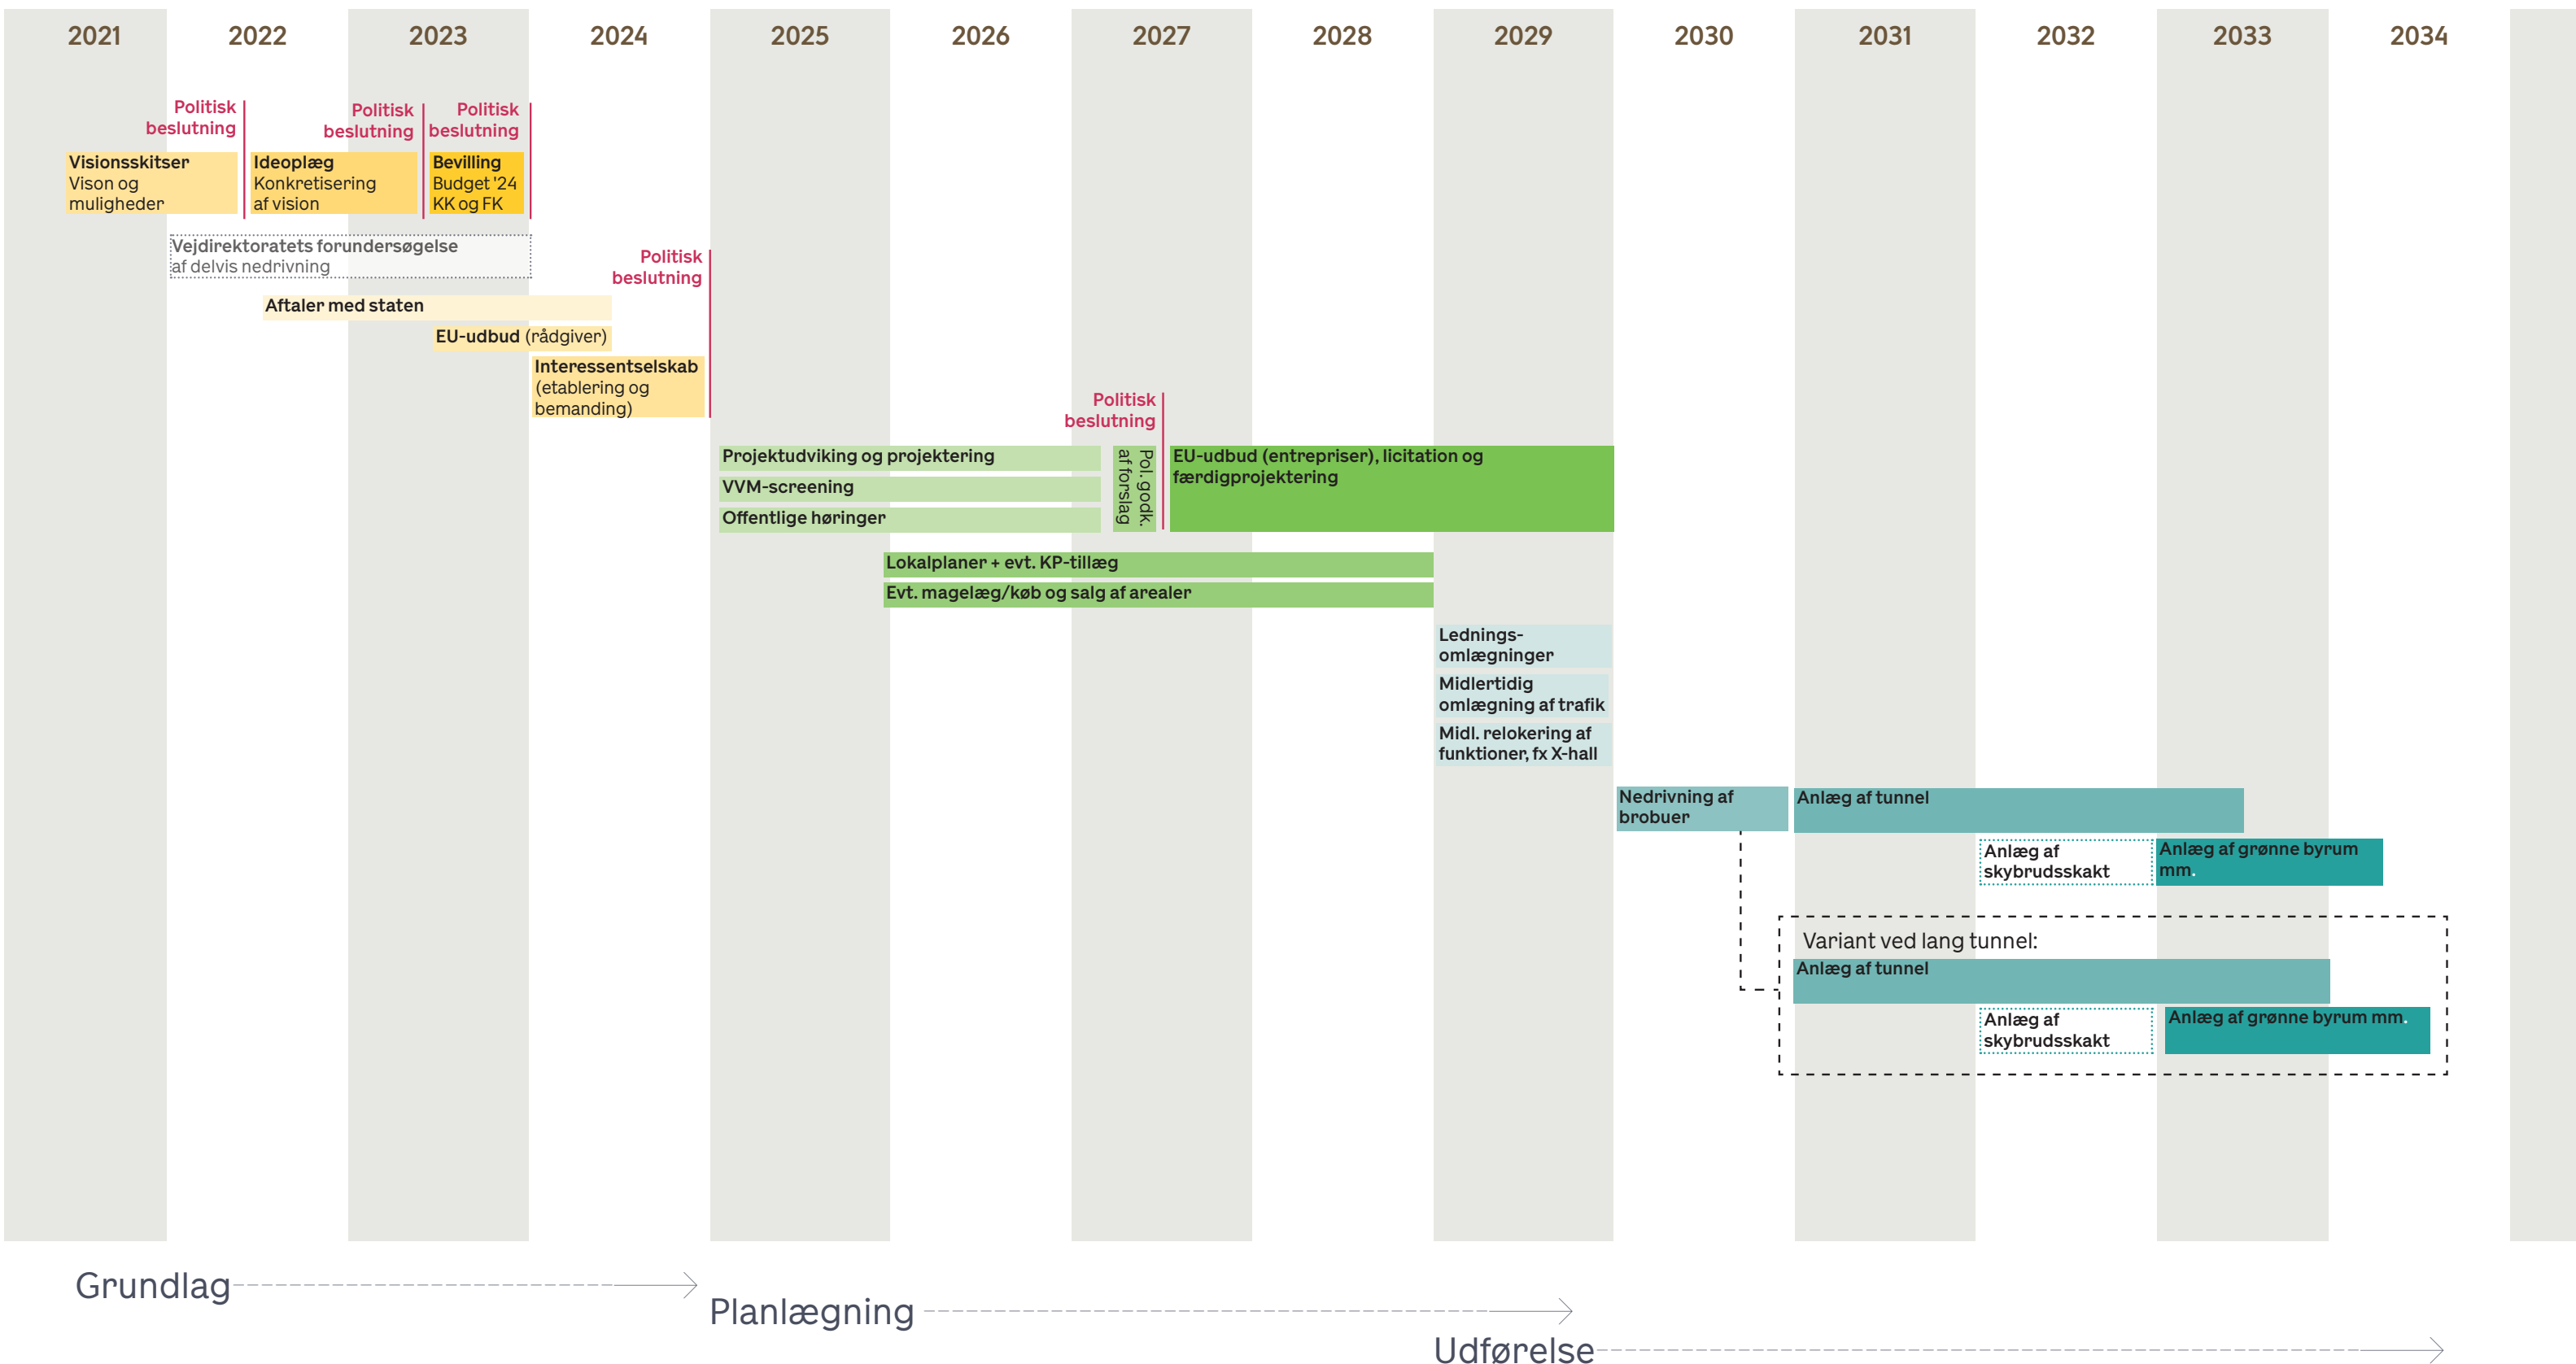 2021 2022 2023 2024 2025 2026 2027 2028 2029 2030 2031 2032 2033 2034
Politisk
beslutning
Politisk
beslutning
Politisk
beslutning
Visionsskitser
Vison og
muligheder
Ideoplæg
Konkretisering
af vision
Bevilling
Budget '24
KK og FK
Vejdirektoratets forundersøgelse
af delvis nedrivning
Politisk
beslutning
Aftaler med staten
EU-udbud (rådgiver)
Interessentselskab
(etablering og
bemanding)
Politisk
beslutning
Projektudviking og projektering
VVM-screening
Offentlige høringer
Pol. godk.
af forslag
EU-udbud (entrepriser), licitation og
færdigprojektering
Lokalplaner + evt. KP-tillæg
Evt. magelæg/køb og salg af arealer
Lednings-
omlægninger
Midlertidig
omlægning af trafik
Midl. relokering af
funktioner, fx X-hall
Nedrivning af
brobuer
Anlæg af tunnel
Anlæg af
skybrudsskakt
Anlæg af grønne byrum
mm.
Variant ved lang tunnel:
Anlæg af tunnel
Anlæg af
skybrudsskakt
Anlæg af grønne byrum mm.
Grundlag
Planlægning
Udførelse